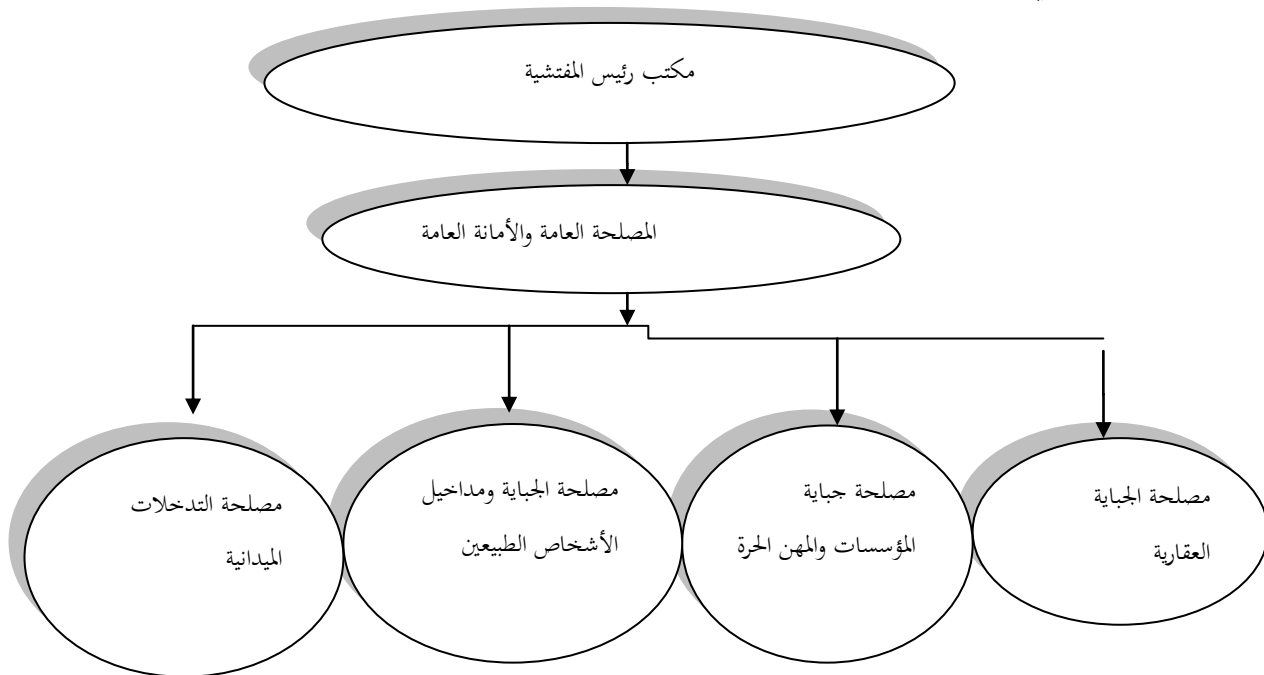 مكتب رئيس المفتشية
المصلحة العامة والأمانة العامة
مصلحة الجباية
العقارية
مصلحة جباية
المؤسسات والمهن الحرة
مصلحة الجباية ومداخيل
الأشخاص الطبيعين
مصلحة التدخلات
الميدانية